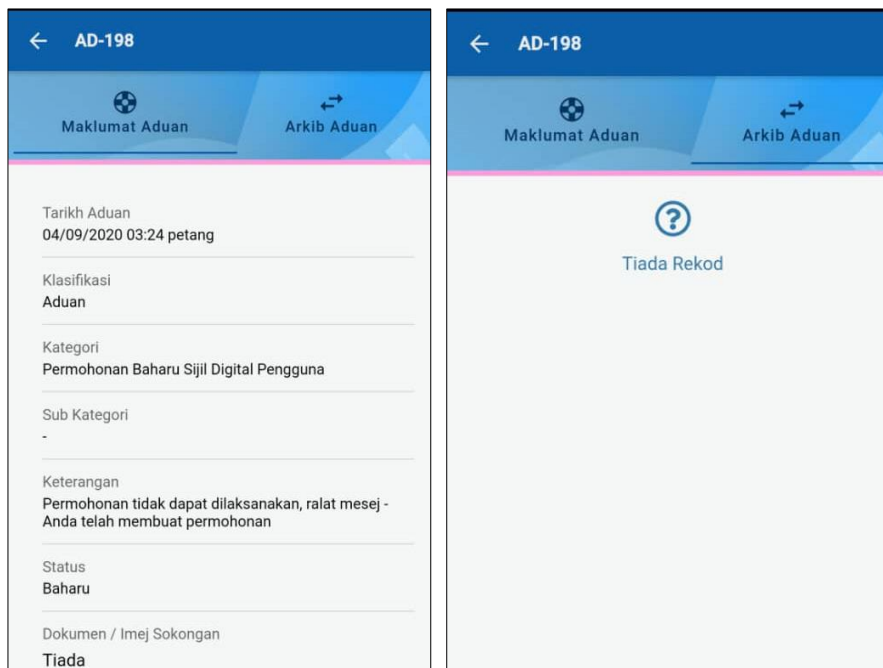 AD-198
Maklumat Aduan
Arkib Aduan
Tarikh Aduan
04/09/2020 03:24 petang
Klasifikasi
Aduan
Kategori
Permohonan Baharu Sijil Digital Pengguna
Sub Kategori
-
Keterangan
Permohonan tidak dapat dilaksanakan, ralat mesej -
Anda telah membuat permohonan
Status
Baharu
Dokumen / Imej Sokongan
Tiada
AD-198
Maklumat Aduan
Arkib Aduan
Tiada Rekod